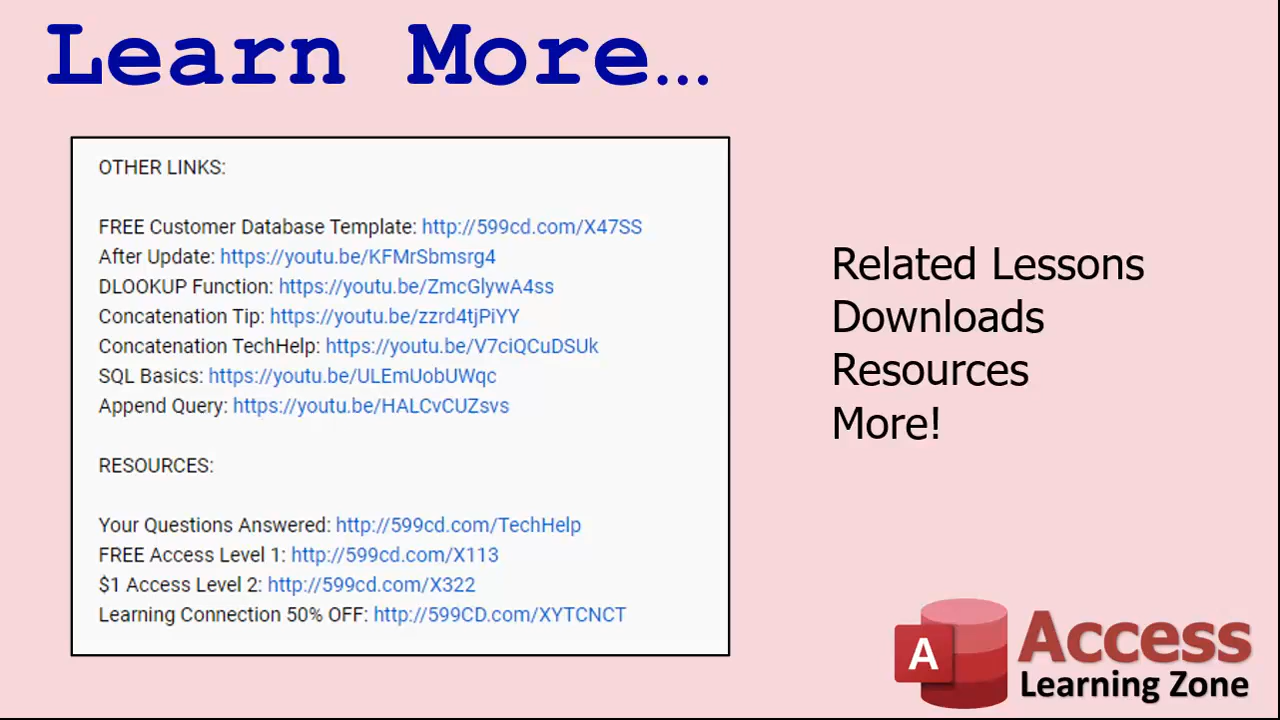 Learn More...
OTHER LINKS:
FREE Customer Database Template: http://599cd.com/X47SS
After Update: https://youtu.be/KFMrSbmsrg4
DLOOKUP Function: https://youtu.be/ZmcGlywA4ss
Concatenation Tip: https://youtu.be/zzrd4tjPiYY
Concatenation TechHelp: https://youtu.be/V7ciQCuDSUk
SQL Basics: https://youtu.be/ULEmUobUWqc
Append Query: https://youtu.be/HALCvCUZsvs
RESOURCES:
Your Questions Answered: http://599cd.com/TechHelp
FREE Access Level 1: http://599cd.com/X113
$1 Access Level 2: http://599cd.com/X322
Learning Connection 50% OFF: http://599CD.com/XYTCNCT
Related Lessons
Downloads
Resources
More!
A
Access
Learning Zone